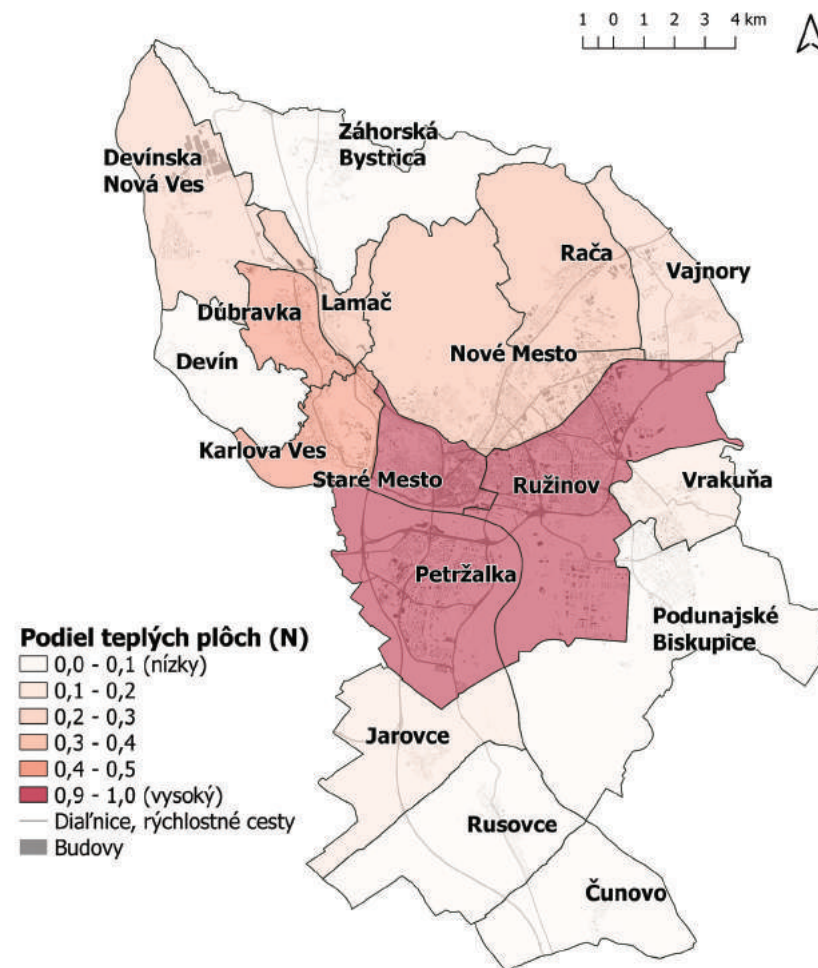 1 0 1 2 3 4 km
Záhorská
Bystrica
Devínska
Nová Ves
Rača
Vajnory
Lamač
Dúbravka
Nové Mesto
Devín
Karlova Ves
Staré Mesto
Ružinov
Vrakuňa
Petržalka
Podunajské
Biskupice
Podiel teplých plôch (N)
0,0 - 0,1 (nízky)
0,1 - 0,2
0,2 - 0,3
0,3 - 0,4
0,4 - 0,5
0,9 - 1,0 (vysoký)
Diaľnice, rýchlostné cesty
Budovy
Jarovce
Rusovce
Čunovo